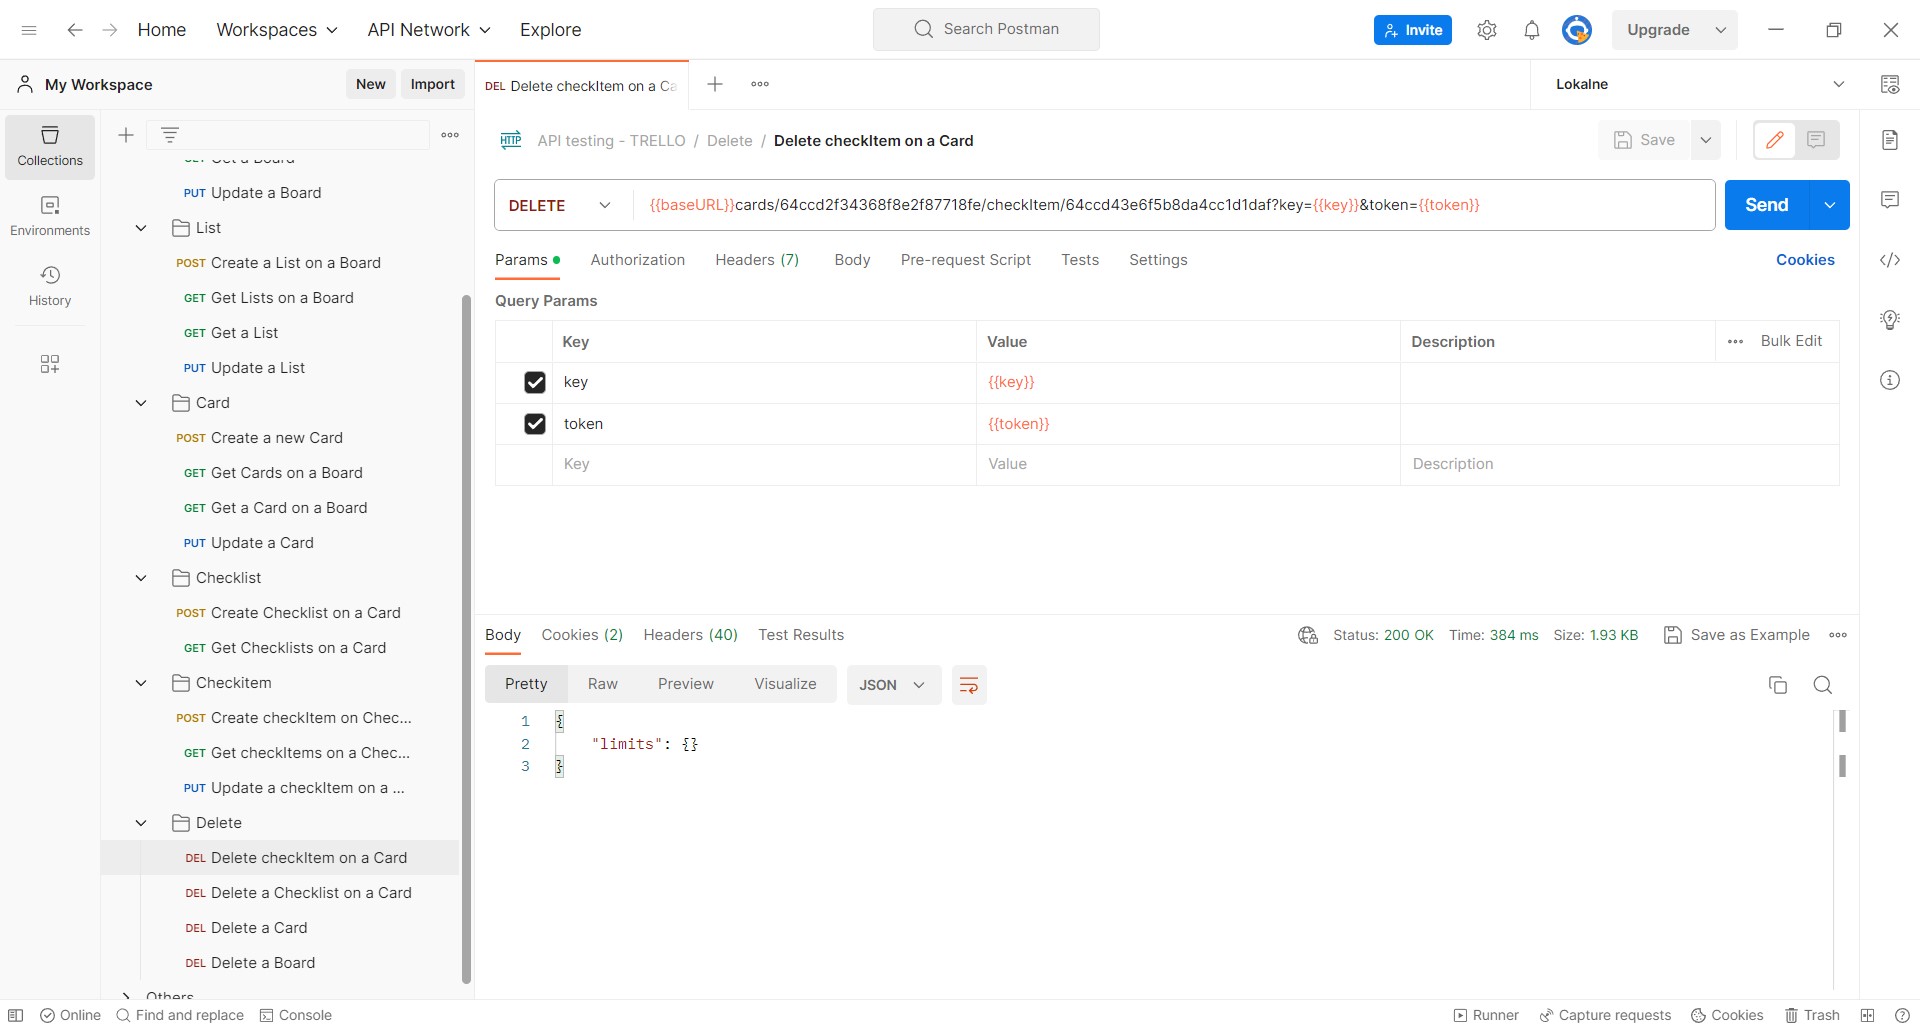 Home Workspaces API Network Explore Search Postman Invite Upgrade
My Workspace New Import
DEL Delete checkItem on a Ca
Lokalne
Collections
Environments
History
Get a Board
PUT Update a Board
List
POST Create a List on a Board
GET Get Lists on a Board
GET Get a List
PUT Update a List
Card
POST Create a new Card
GET Get Cards on a Board
GET Get a Card on a Board
PUT Update a Card
Checklist
POST Create Checklist on a Card
GET Get Checklists on a Card
Checkitem
POST Create checkItem on Chec...
GET Get checkItems on a Chec...
PUT Update a checkItem on a ...
Delete
DEL Delete checkItem on a Card
DEL Delete a Checklist on a Card
DEL Delete a Card
DEL Delete a Board
Others
HTTP API testing - TRELLO / Delete / Delete checkItem on a Card Save
DELETE {{baseURL}}cards/64ccd2f34368f8e2f87718fe/checkItem/64ccd43e6f5b8da4cc1d1daf?key={{key}}&token={{token}} Send
Params Authorization Headers (7) Body Pre-request Script Tests Settings Cookies
Query Params
Key Value Description Bulk Edit
key {{key}}
token {{token}}
Key Value Description
Body Cookies (2) Headers (40) Test Results Status: 200 OK Time: 384 ms Size: 1.93 KB Save as Example
Pretty Raw Preview Visualize JSON
1 {
2 "limits": {}
3 }
Online Find and replace Console Runner Capture requests Cookies Trash